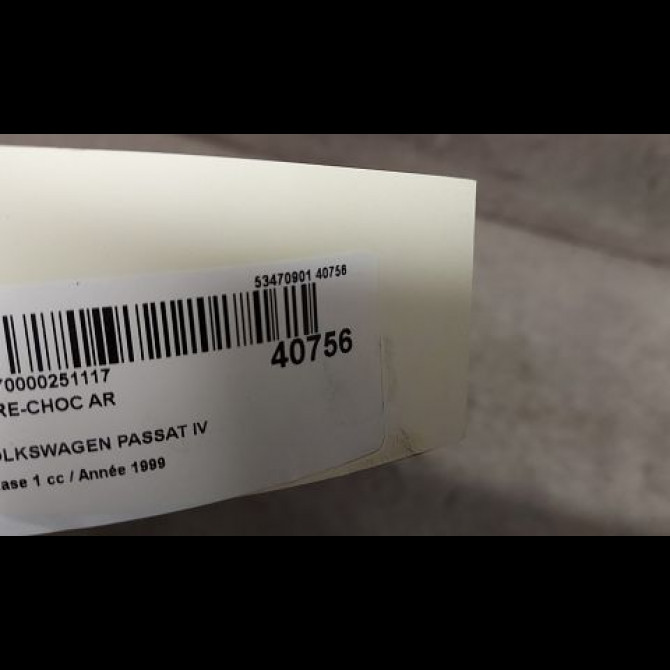 53470901 40756
40756
70000251117
RE-CHOC AR
OLKSWAGEN PASSAT IV
ase 1 cc / Année 1999